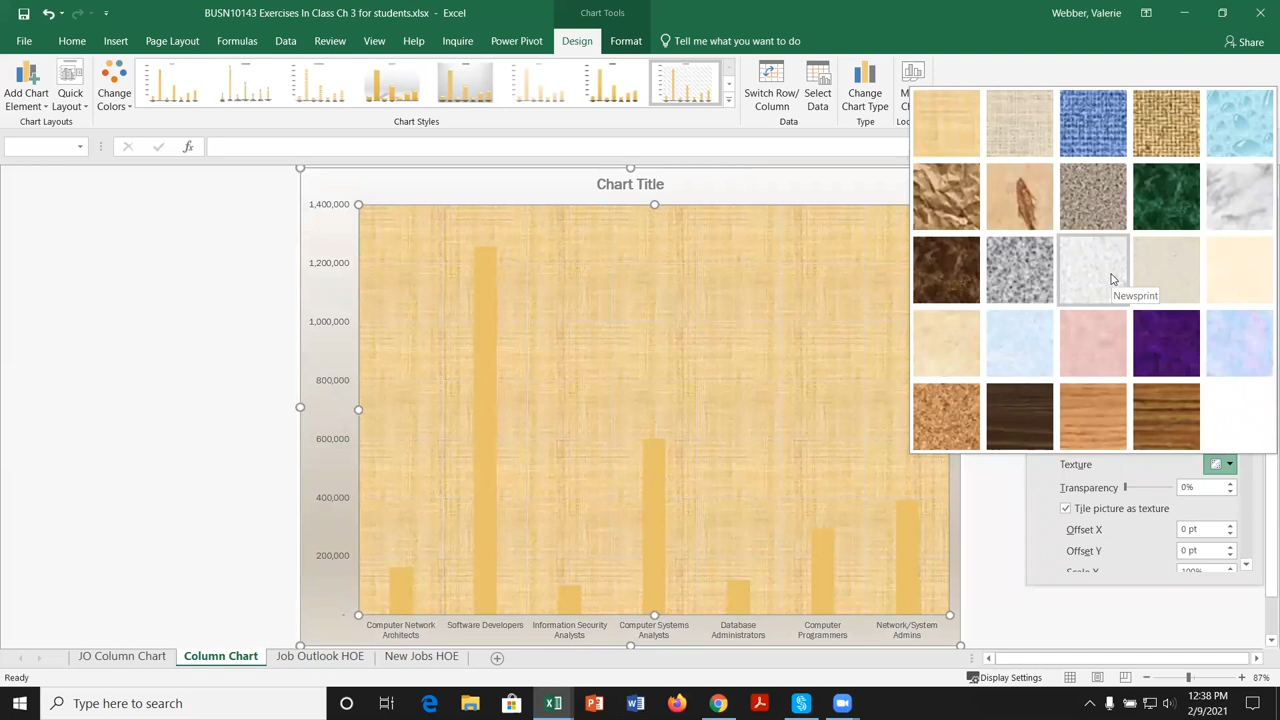 BUSN10143 Exercises In Class Ch 3 for students.xlsx - Excel
Chart Tools
Webber, Valerie
File
Home
Insert
Page Layout
Formulas
Data
Review
View
Help
Inquire
Power Pivot
Design
Format
Tell me what you want to do
Share
Add Chart
Element
Quick
Layout
Change
Colors
Switch Row/
Column
Select
Data
Change
Chart Type
Chart Layouts
Chart Styles
Data
Type
fx
Chart Title
1,400,000
1,200,000
1,000,000
800,000
600,000
400,000
200,000
-
Computer Network
Architects
Software Developers
Information Security
Analysts
Computer Systems
Analysts
Database
Administrators
Computer
Programmers
Network/System
Admins
Newsprint
Texture
Transparency
0%
Tile picture as texture
Offset X
0 pt
Offset Y
0 pt
Scale X
100%
JO Column Chart
Column Chart
Job Outlook HOE
New Jobs HOE
Ready
Display Settings
87%
Type here to search
12:38 PM
2/9/2021